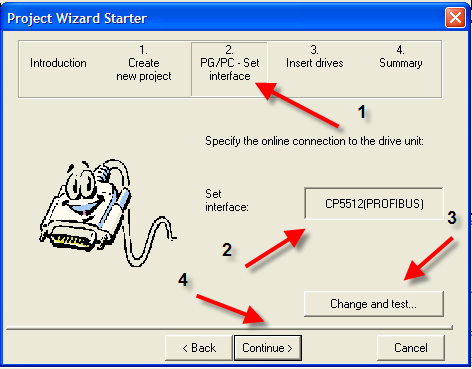 Project Wizard Starter
Introduction
1.
Create
new project
2.
PG/PC - Set
interface
3.
Insert drives
4.
Summary
1
Specify the online connection to the drive unit:
Set
interface:
CP5512(PROFIBUS)
2
3
4
Change and test...
< Back
Continue >
Cancel